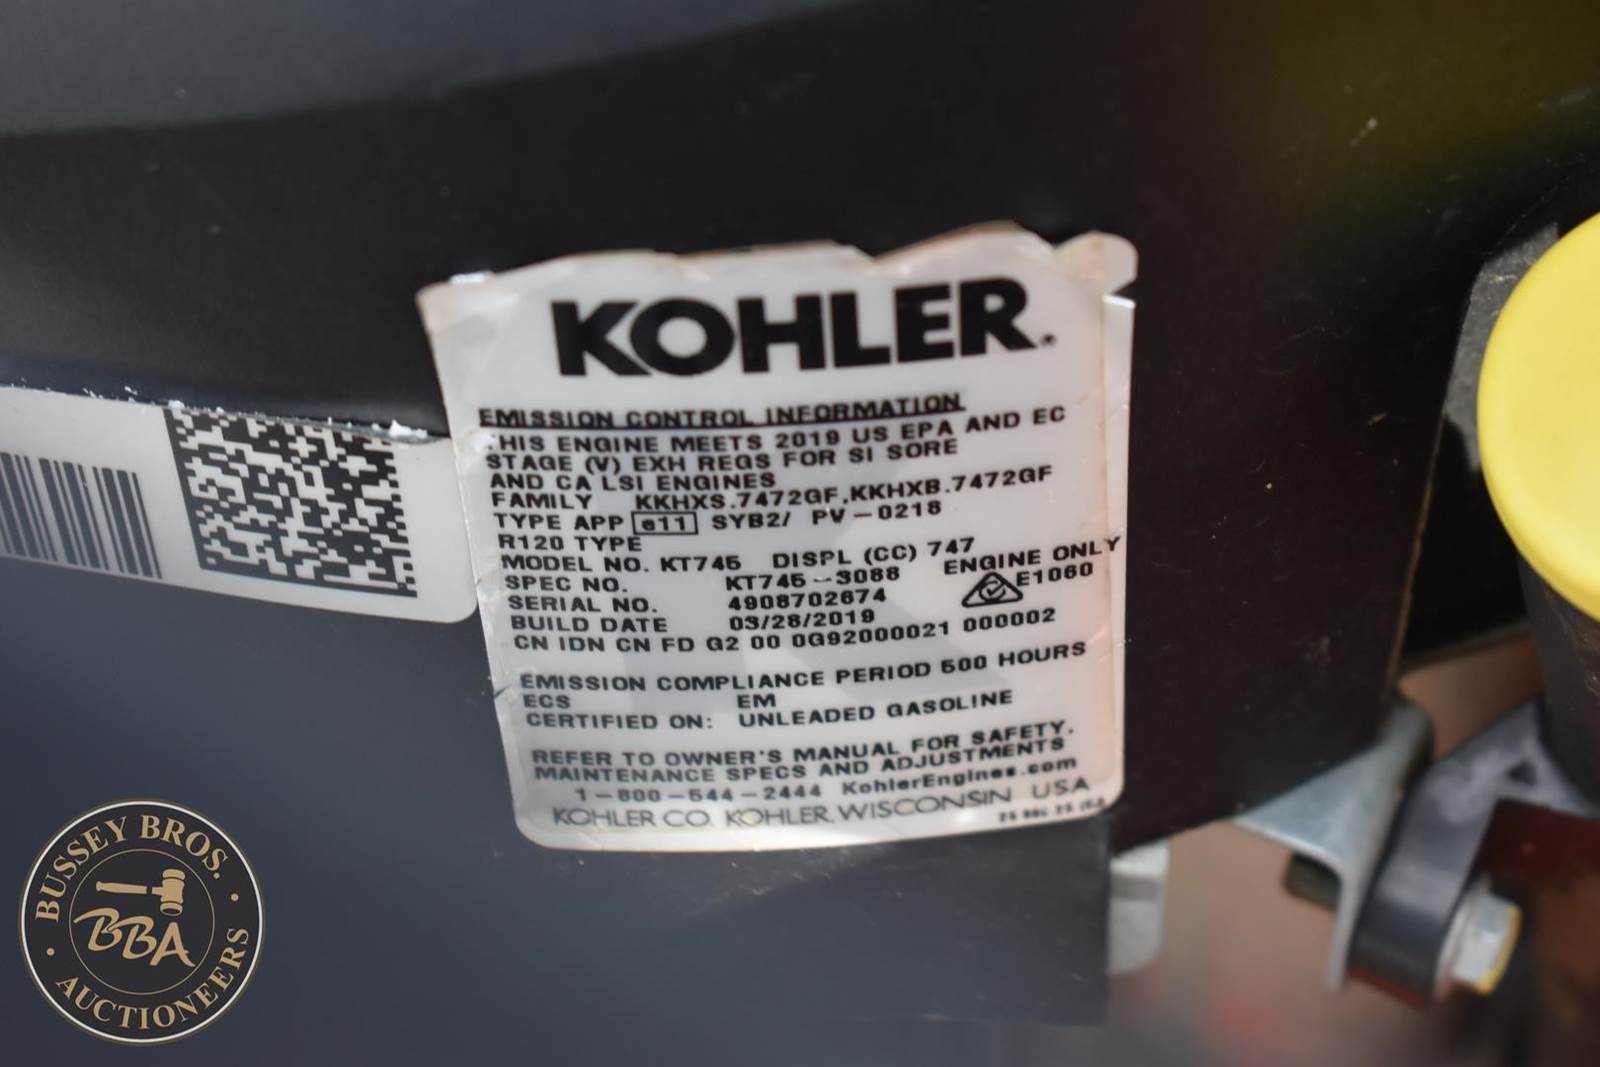 KOHLER.
EMISSION CONTROL INFORMATION
THIS ENGINE MEETS 2019 US EPA AND EC
STAGE (V) EXH REGS FOR SI SORE
AND CA LSI ENGINES
FAMILY KKHXS.7472GF,KKHXB.7472GF
TYPE APP e11 SYB2/ PV-0218
R120 TYPE
MODEL NO. KT745 DISPL (CC) 747
SPEC NO. KT745-3088 ENGINE ONLY
SERIAL NO. 4908702674 E1060
BUILD DATE 03/28/2019
CN IDN CN FD G2 00 0G92000021 000002
EMISSION COMPLIANCE PERIOD 500 HOURS
ECS EM
CERTIFIED ON: UNLEADED GASOLINE
REFER TO OWNER'S MANUAL FOR SAFETY,
MAINTENANCE SPECS AND ADJUSTMENTS
1-800-544-2444 KohlerEngines.com
KOHLER CO. KOHLER, WISCONSIN USA
BUSSEY BROS.
BBA
AUCTIONEERS